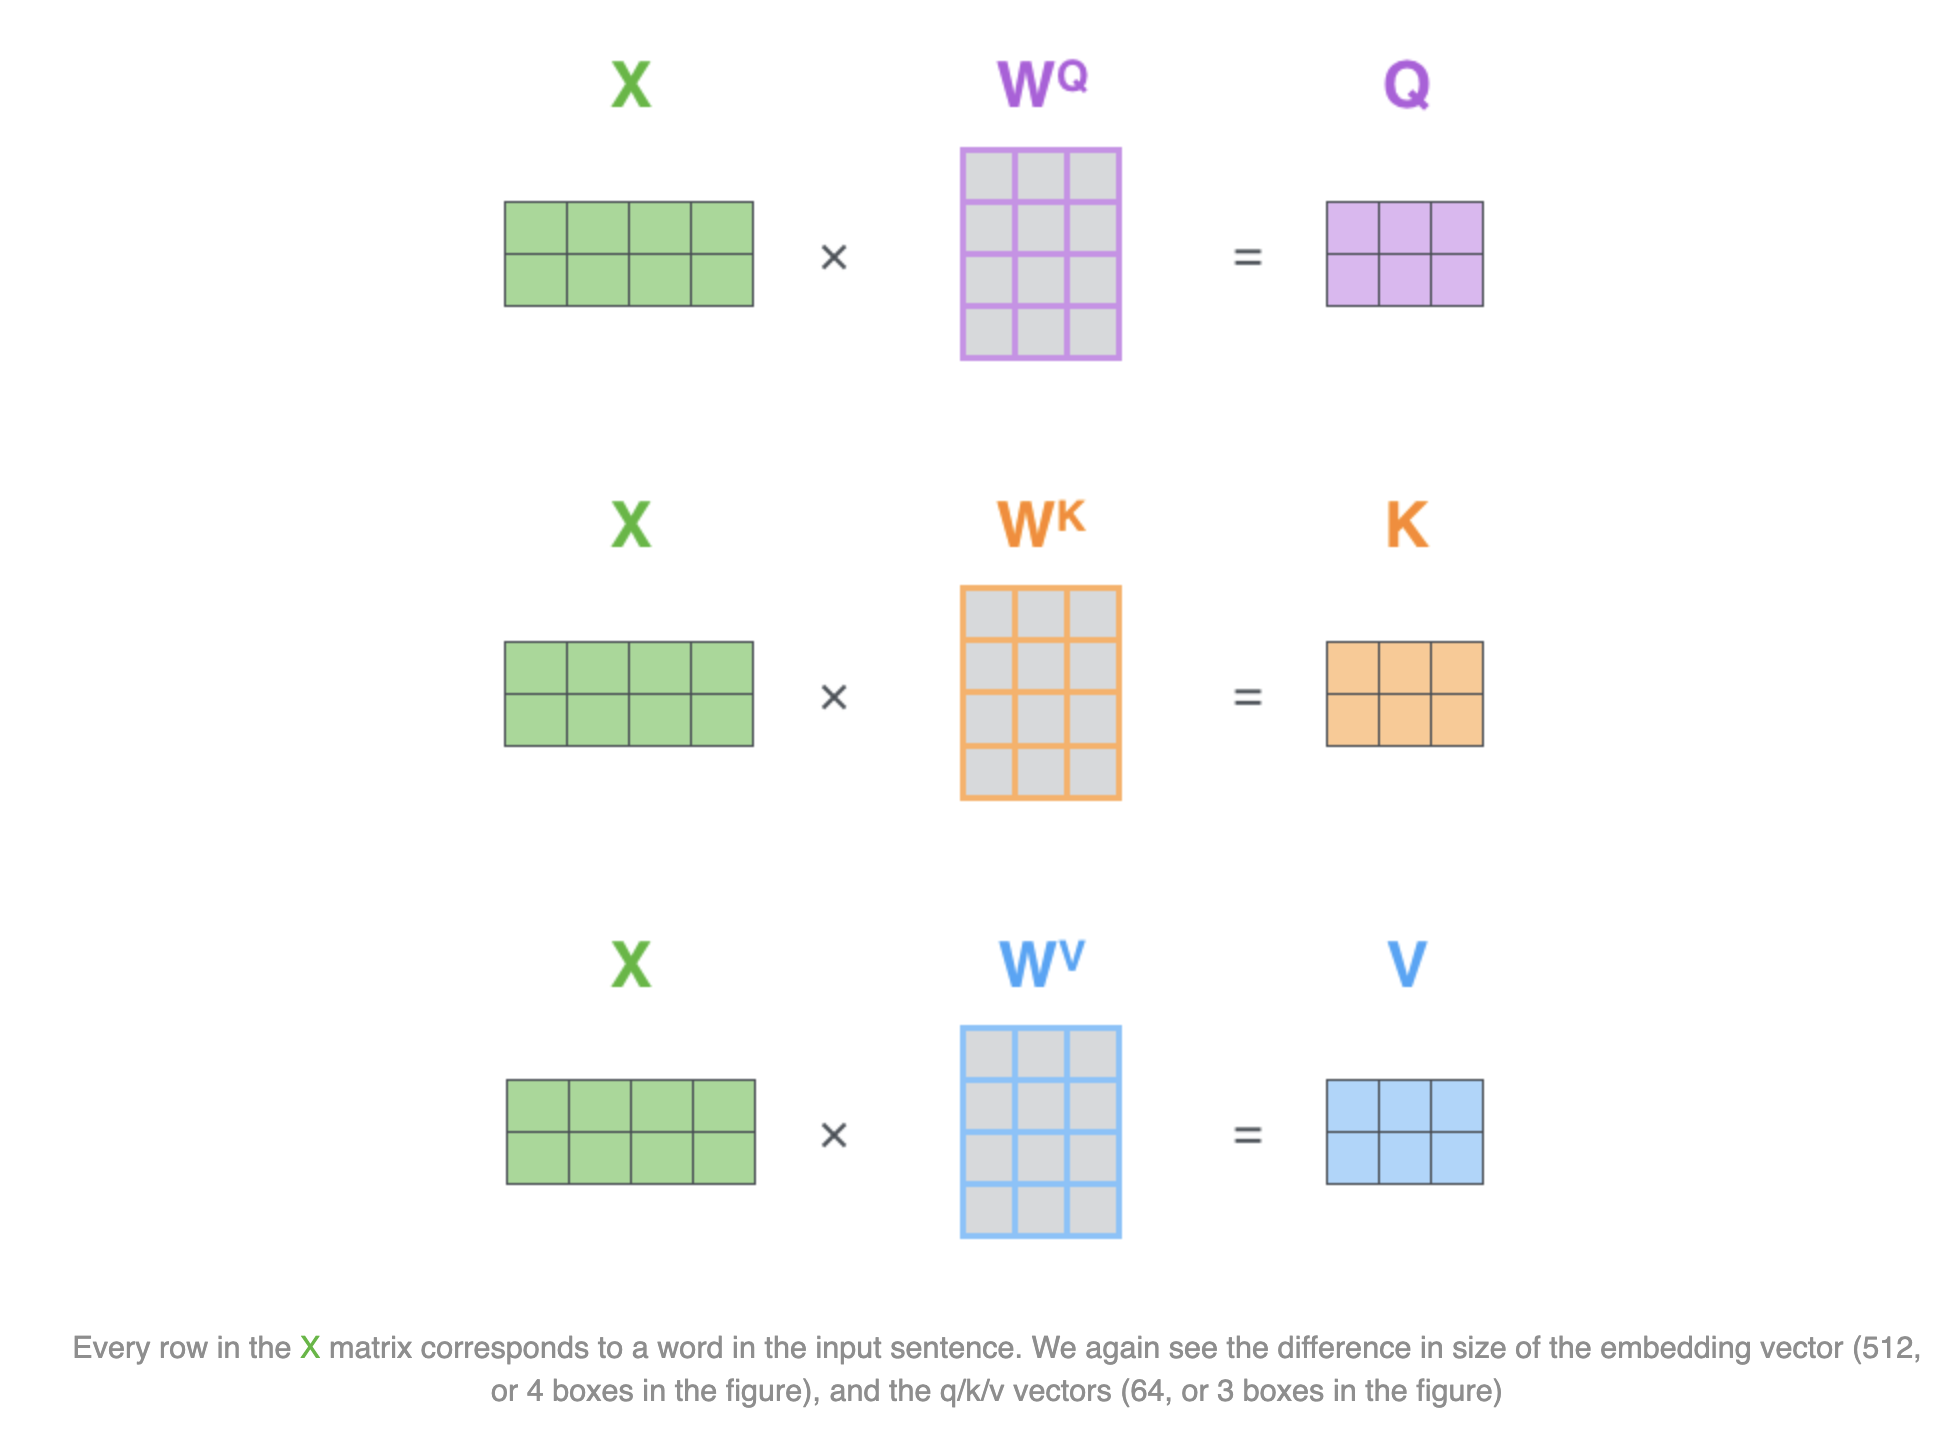 X W^Q Q
× =
X W^K K
× =
X W^V V
× =
Every row in the X matrix corresponds to a word in the input sentence. We again see the difference in size of the embedding vector (512,
or 4 boxes in the figure), and the q/k/v vectors (64, or 3 boxes in the figure)